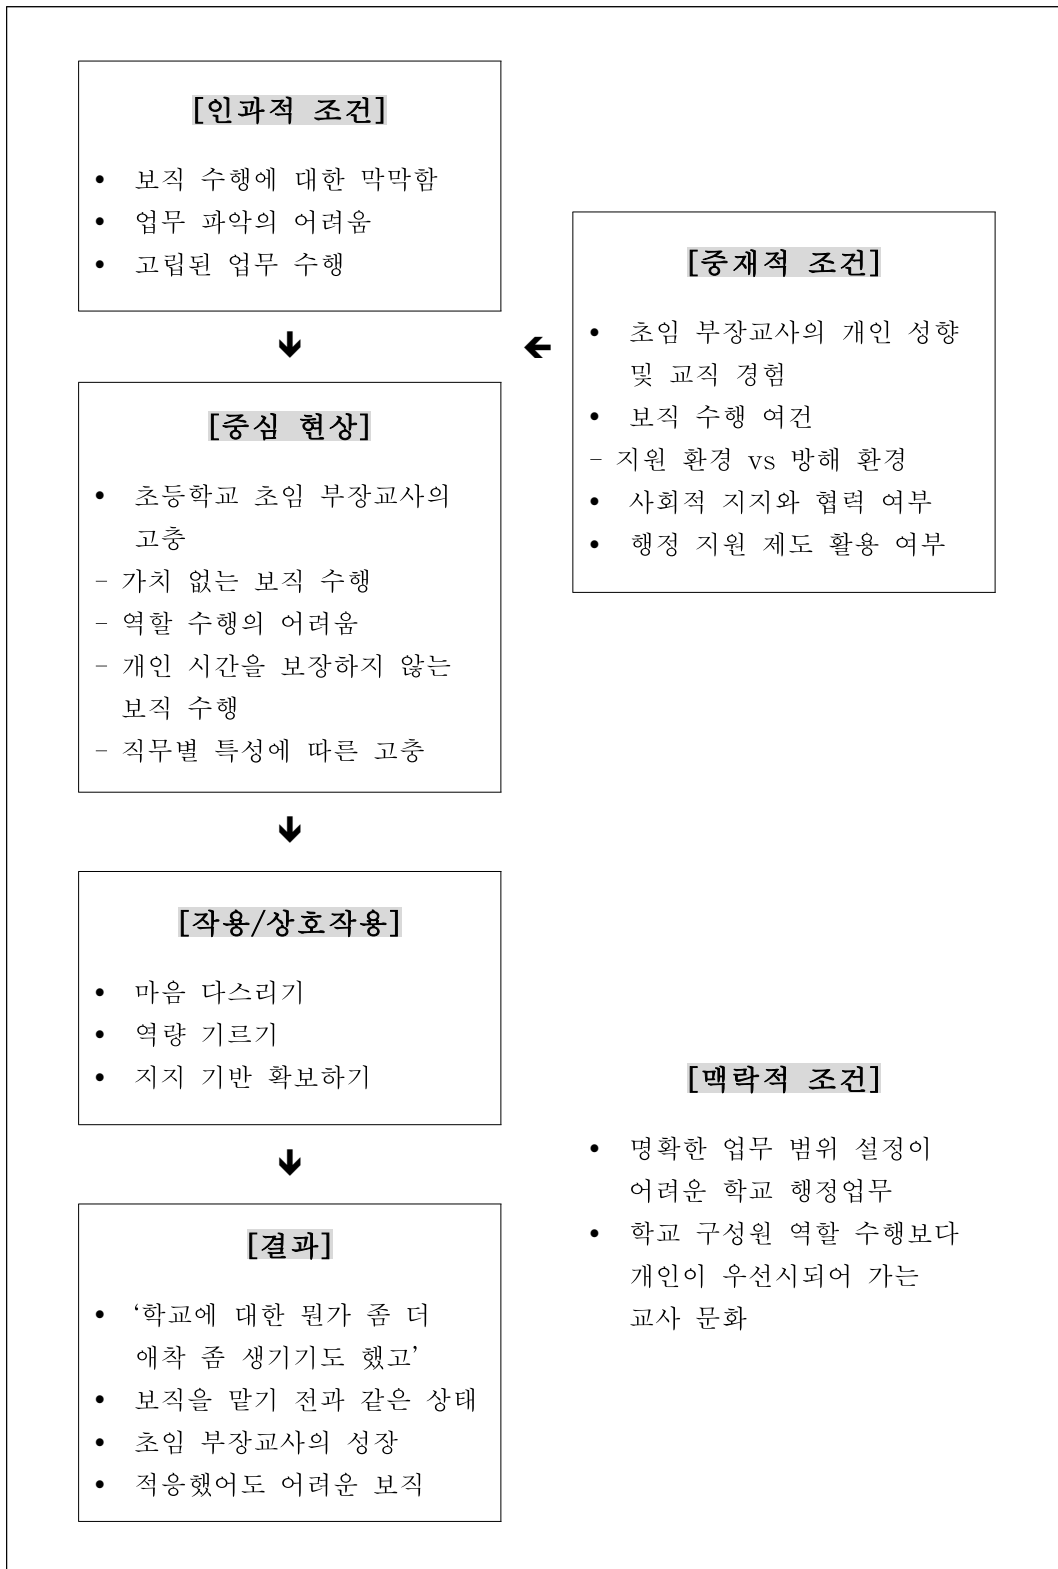 [인과적 조건]
• 보직 수행에 대한 막막함
• 업무 파악의 어려움
• 고립된 업무 수행
[중재적 조건]
• 초임 부장교사의 개인 성향
및 교직 경험
• 보직 수행 여건
- 지원 환경 vs 방해 환경
• 사회적 지지와 협력 여부
• 행정 지원 제도 활용 여부
[중심 현상]
• 초등학교 초임 부장교사의
고충
- 가치 없는 보직 수행
- 역할 수행의 어려움
- 개인 시간을 보장하지 않는
보직 수행
- 직무별 특성에 따른 고충
[작용/상호작용]
• 마음 다스리기
• 역량 기르기
• 지지 기반 확보하기
[맥락적 조건]
• 명확한 업무 범위 설정이
어려운 학교 행정업무
• 학교 구성원 역할 수행보다
개인이 우선시되어 가는
교사 문화
[결과]
• ‘학교에 대한 뭔가 좀 더
애착 좀 생기기도 했고’
• 보직을 맡기 전과 같은 상태
• 초임 부장교사의 성장
• 적응했어도 어려운 보직